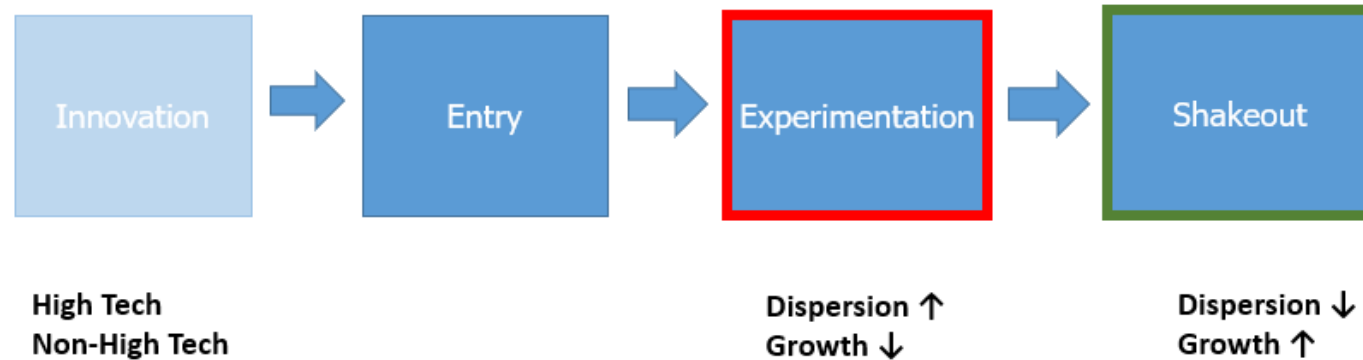 Innovation
Entry
Experimentation
Shakeout
High Tech
Non-High Tech
Dispersion ↑
Growth ↓
Dispersion ↓
Growth ↑